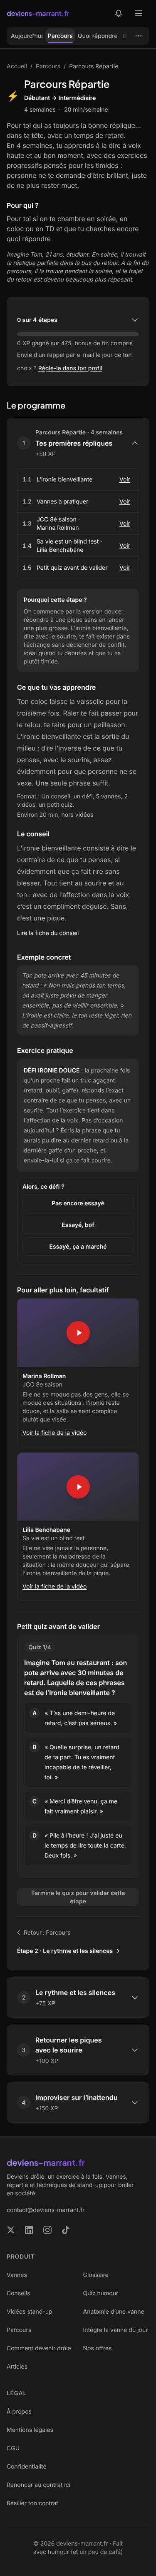 deviens-marrant.fr
Aujourd'hui Parcours Quoi répondre
Accueil / Parcours / Parcours Répartie
Parcours Répartie
Débutant → Intermédiaire
4 semaines · 20 min/semaine
Pour toi qui as toujours la bonne réplique…
dans ta tête, avec un temps de retard.
En 4 semaines, tu apprends à dire la vanne
à voix haute et au bon moment, avec des exercices
progressifs pensés pour les timides :
doucement, on te demande juste d'être prêt, juste
de ne plus rester muet.
Pour qui ?
Pour toi si on te chambre en soirée, en
coloc ou en TD et que tu cherches encore
quoi répondre
Imagine Tom, 21 ans, étudiant. En soirée, il trouvait
la réplique parfaite dans le bus du retour. À la fin du
parcours, il la trouve pendant la soirée, et le trajet
du retour est devenu beaucoup plus reposant.
0 sur 4 étapes
0 XP gagné sur 475, bonus de fin compris
Envie d'un rappel par e-mail le jour de ton
choix ? Règle-le dans ton profil
Le programme
1
Parcours Répartie · 4 semaines
Tes premières répliques
+50 XP
1.1 L'ironie bienveillante Voir
1.2 Vannes à pratiquer Voir
1.3 JCC 8è saison · Marina Rollman Voir
1.4 Sa vie est un blind test · Lilia Benchabane Voir
1.5 Petit quiz avant de valider Voir
Pourquoi cette étape ?
On commence par la version douce :
répondre à une pique sans en lancer une
plus grosse. L'ironie bienveillante,
dite avec le sourire, te fait exister dans
l'échange sans déclencher de conflit,
idéal quand tu débutes et que tu es
plutôt timide.
Ce que tu vas apprendre
Ton coloc laisse la vaisselle pour la
troisième fois. Râler te fait passer pour
le relou, te taire pour un paillasson.
L'ironie bienveillante est pile au
milieu : dire l'inverse de ce que tu
penses, avec le sourire, assez
évidemment pour que personne ne se
vexe. Une seule phrase suffit.
Format : Un conseil, un défi, 5 vannes, 2
vidéos, un petit quiz.
Environ 20 min, hors vidéos
Le conseil
L'ironie bienveillante consiste à dire le
contraire de ce que tu penses, si
évidemment que ça fait rire sans
blesser. Tout tient au sourire et au
ton : avec de l'affection dans la voix,
c'est un compliment déguisé. Sans,
c'est une pique.
Lire la fiche du conseil
Exemple concret
Ton pote arrive avec 45 minutes de
retard : « Non mais prends ton temps,
on avait juste prévu de manger
ensemble, pas de vieillir ensemble. »
L'ironie est claire, le ton reste léger, rien
de passif-agressif.
Exercice pratique
DÉFI IRONIE DOUCE : la prochaine fois
qu'un proche fait un truc agaçant
(retard, oubli, gaffe), réponds l'exact
contraire de ce que tu penses, avec un
sourire. Tout l'exercice tient dans
l'affection de la voix. Pas d'occasion
aujourd'hui ? Écris la phrase que tu
aurais pu dire au dernier retard ou à la
dernière gaffe d'un proche, et
envoie-la-lui si ça te fait sourire.
Alors, ce défi ?
Pas encore essayé
Essayé, bof
Essayé, ça a marché
Pour aller plus loin, facultatif
Marina Rollman
JCC 8è saison
Elle ne se moque pas des gens, elle se
moque des situations : l'ironie reste
douce, et la salle se sent complice
plutôt que visée.
Voir la fiche de la vidéo
Lilia Benchabane
Sa vie est un blind test
Elle ne vise jamais la personne,
seulement la maladresse de la
situation : la même douceur qui sépare
l'ironie bienveillante de la pique.
Voir la fiche de la vidéo
Petit quiz avant de valider
Quiz 1/4
Imagine Tom au restaurant : son
pote arrive avec 30 minutes de
retard. Laquelle de ces phrases
est de l'ironie bienveillante ?
A « T'as une demi-heure de
retard, c'est pas sérieux. »
B « Quelle surprise, un retard
de ta part. Tu es vraiment
incapable de te réveiller,
toi. »
C « Merci d'être venu, ça me
fait vraiment plaisir. »
D « Pile à l'heure ! J'ai juste eu
le temps de lire toute la carte.
Deux fois. »
Termine le quiz pour valider cette
étape
Retour : Parcours
Étape 2 · Le rythme et les silences
2
Le rythme et les silences
+75 XP
3
Retourner les piques
avec le sourire
+100 XP
4
Improviser sur l'inattendu
+150 XP
deviens-marrant.fr
Deviens drôle, un exercice à la fois. Vannes,
répartie et techniques de stand-up pour briller
en société.
contact@deviens-marrant.fr
PRODUIT
Vannes Glossaire
Conseils Quiz humour
Vidéos stand-up Anatomie d'une vanne
Parcours Intègre la vanne du jour
Comment devenir drôle Nos offres
Articles
LÉGAL
À propos
Mentions légales
CGU
Confidentialité
Renoncer au contrat ici
Résilier ton contrat
© 2026 deviens-marrant.fr · Fait
avec humour (et un peu de café)